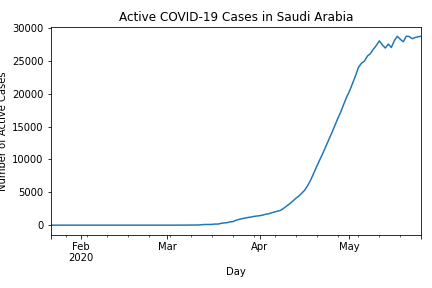 Active COVID-19 Cases in Saudi Arabia
Number of Active Cases
30000
25000
20000
15000
10000
5000
0
Feb
2020
Mar
Apr
May
Day